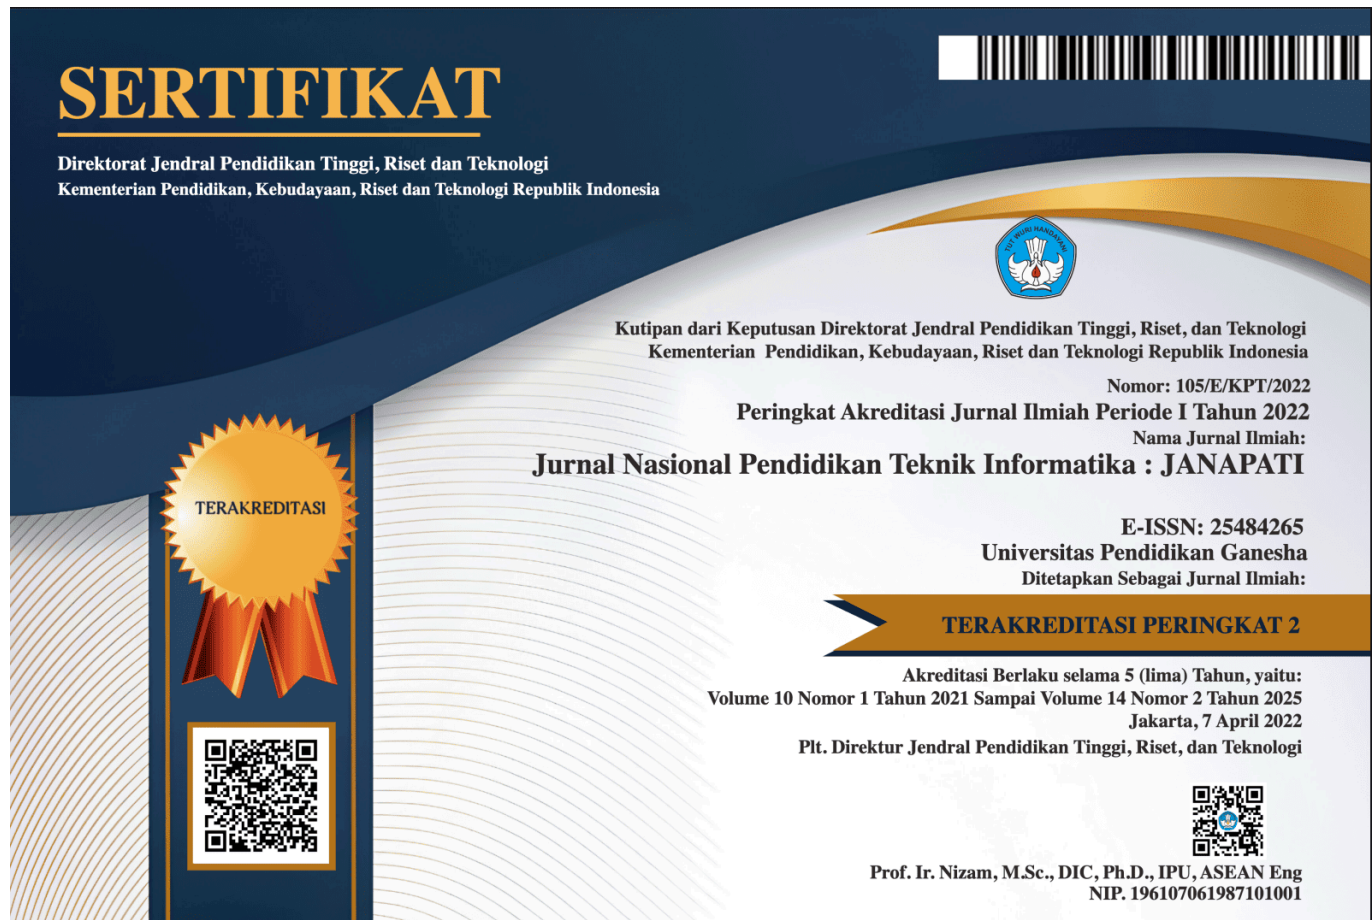 SERTIFIKAT
Direktorat Jendral Pendidikan Tinggi, Riset dan Teknologi
Kementerian Pendidikan, Kebudayaan, Riset dan Teknologi Republik Indonesia
TUT WURI HANDAYANI
Kutipan dari Keputusan Direktorat Jendral Pendidikan Tinggi, Riset, dan Teknologi
Kementerian Pendidikan, Kebudayaan, Riset dan Teknologi Republik Indonesia
Nomor: 105/E/KPT/2022
Peringkat Akreditasi Jurnal Ilmiah Periode I Tahun 2022
Nama Jurnal Ilmiah:
Jurnal Nasional Pendidikan Teknik Informatika : JANAPATI
TERAKREDITASI
E-ISSN: 25484265
Universitas Pendidikan Ganesha
Ditetapkan Sebagai Jurnal Ilmiah:
TERAKREDITASI PERINGKAT 2
Akreditasi Berlaku selama 5 (lima) Tahun, yaitu:
Volume 10 Nomor 1 Tahun 2021 Sampai Volume 14 Nomor 2 Tahun 2025
Jakarta, 7 April 2022
Plt. Direktur Jendral Pendidikan Tinggi, Riset, dan Teknologi
Prof. Ir. Nizam, M.Sc., DIC, Ph.D., IPU, ASEAN Eng
NIP. 196107061987101001